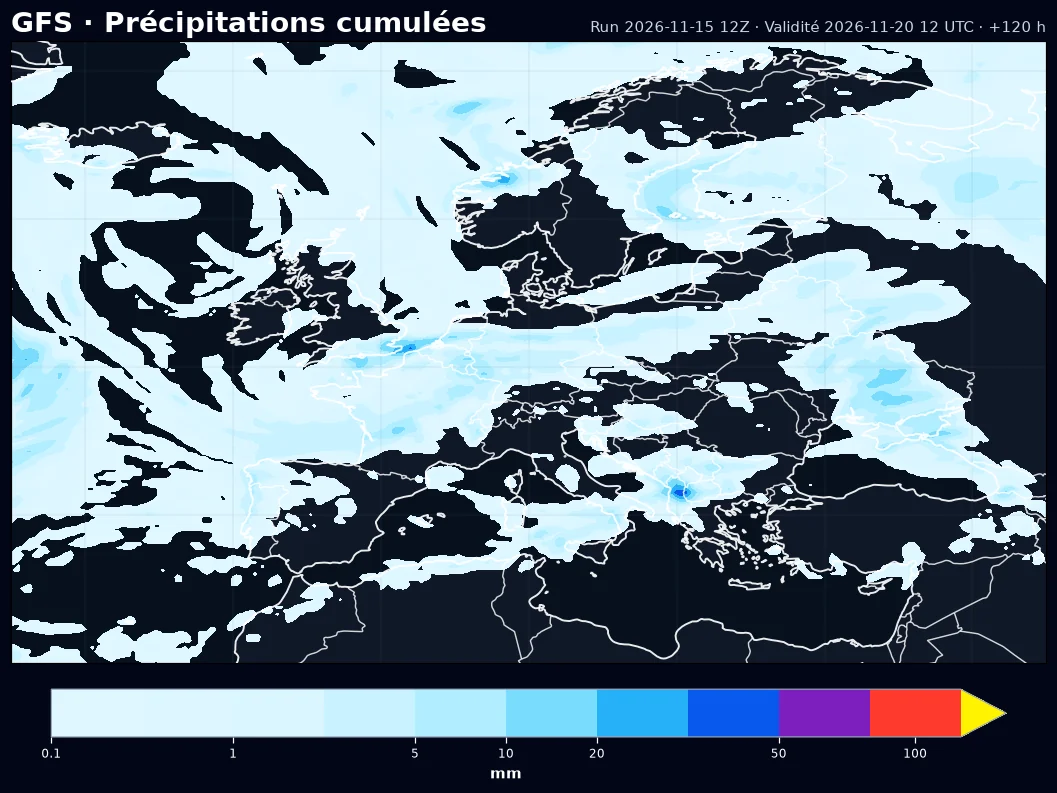 GFS · Précipitations cumulées
Run 2026-11-15 12Z · Validité 2026-11-20 12 UTC · +120 h
0.1 1 5 10 20 50 100
mm